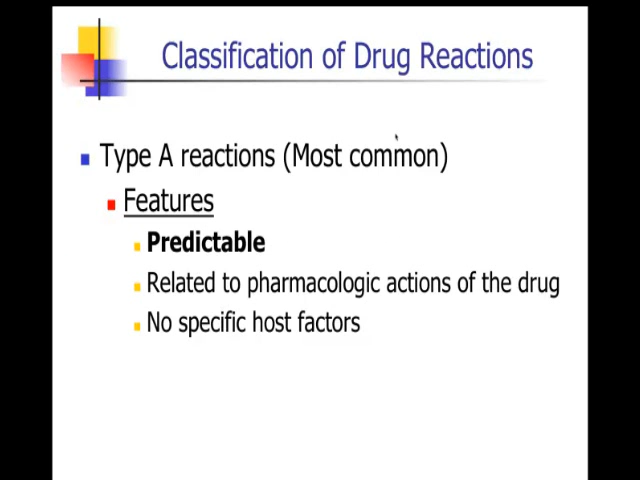 Classification of Drug Reactions
Type A reactions (Most common)
Features
Predictable
Related to pharmacologic actions of the drug
No specific host factors